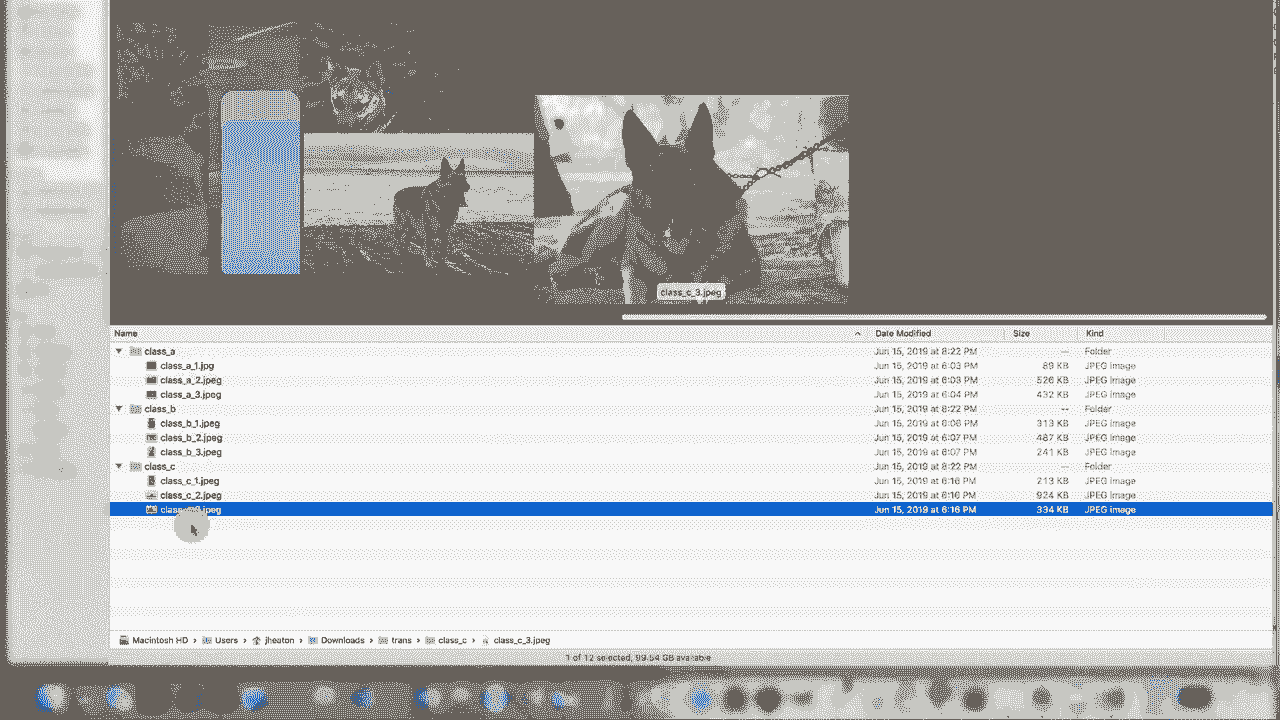 class_c_3.jpeg
Name Date Modified Size Kind
class_a Jun 15, 2019 at 8:22 PM -- Folder
class_a_1.jpg Jun 15, 2019 at 6:03 PM 89 KB JPEG image
class_a_2.jpeg Jun 15, 2019 at 6:03 PM 526 KB JPEG image
class_a_3.jpeg Jun 15, 2019 at 6:04 PM 432 KB JPEG image
class_b Jun 15, 2019 at 8:22 PM -- Folder
class_b_1.jpeg Jun 15, 2019 at 6:06 PM 313 KB JPEG image
class_b_2.jpeg Jun 15, 2019 at 6:07 PM 487 KB JPEG image
class_b_3.jpeg Jun 15, 2019 at 6:07 PM 241 KB JPEG image
class_c Jun 15, 2019 at 8:22 PM -- Folder
class_c_1.jpeg Jun 15, 2019 at 6:16 PM 213 KB JPEG image
class_c_2.jpeg Jun 15, 2019 at 6:16 PM 924 KB JPEG image
Jun 15, 2019 at 6:16 PM 334 KB JPEG image
Macintosh HD › Users › jheaton › Downloads › trans › class_c › class_c_3.jpeg
1 of 12 selected, 99.54 GB available